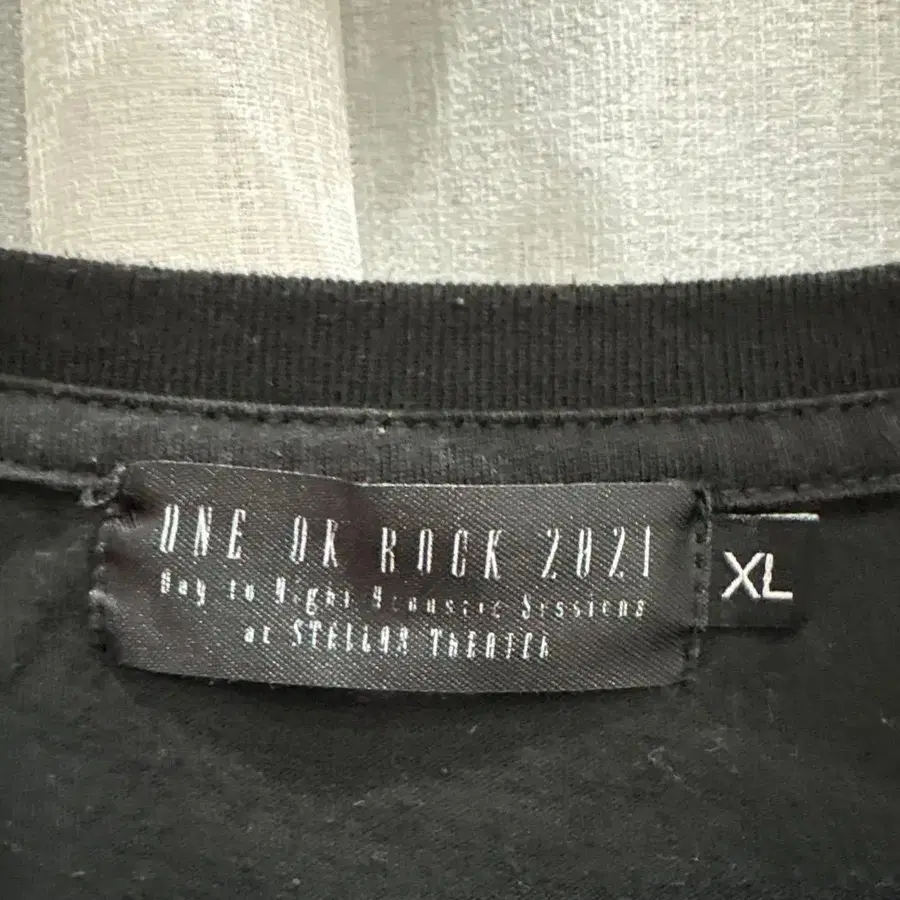 ONE OK ROCK 2021
Day to Night Acoustic Sessions
at STELLAR THEATER
XL